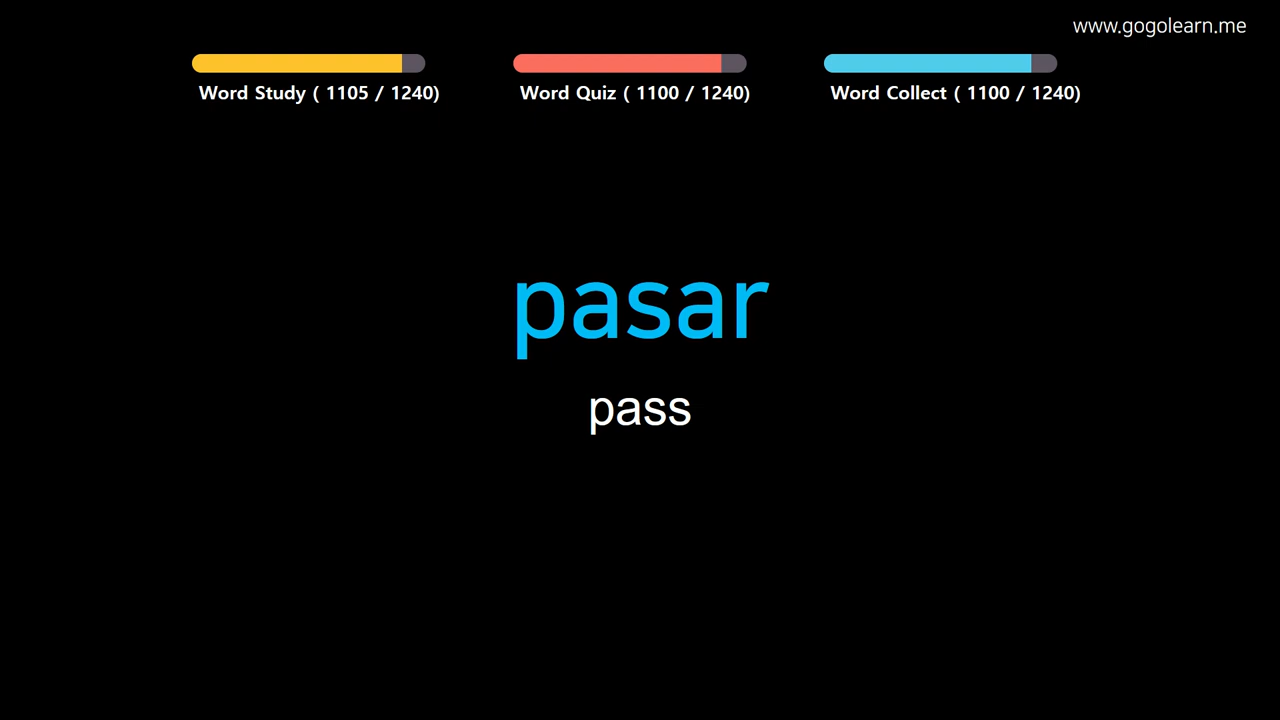 www.gogolearn.me
Word Study ( 1105 / 1240)
Word Quiz ( 1100 / 1240)
Word Collect ( 1100 / 1240)
pasar
pass